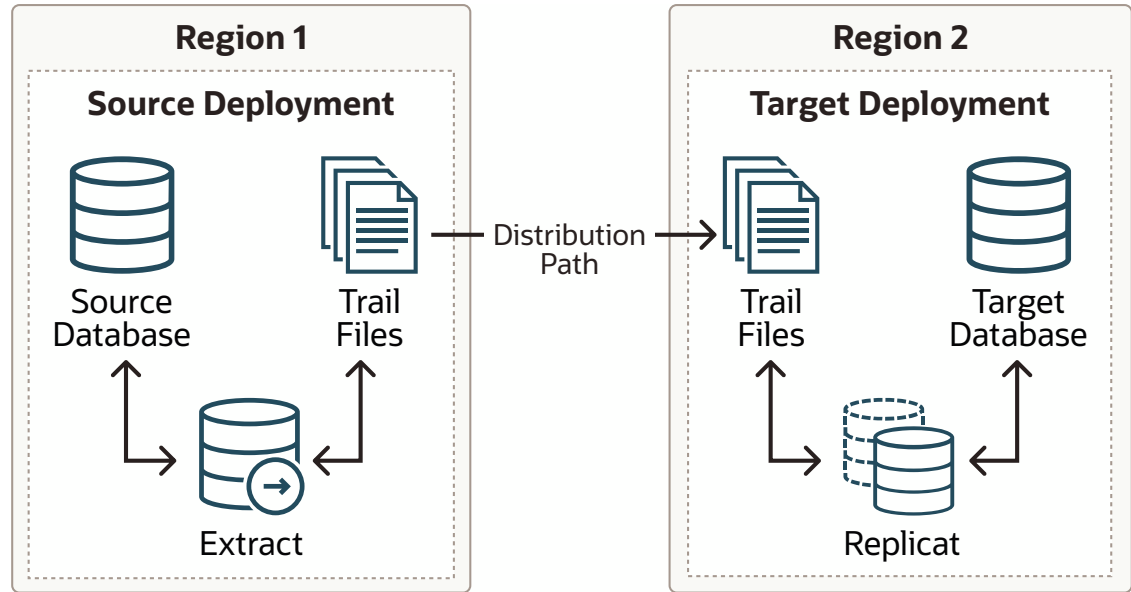 Region 1
Source Deployment
Source
Database
Trail
Files
Extract
Distribution
Path
Region 2
Target Deployment
Trail
Files
Target
Database
Replicat